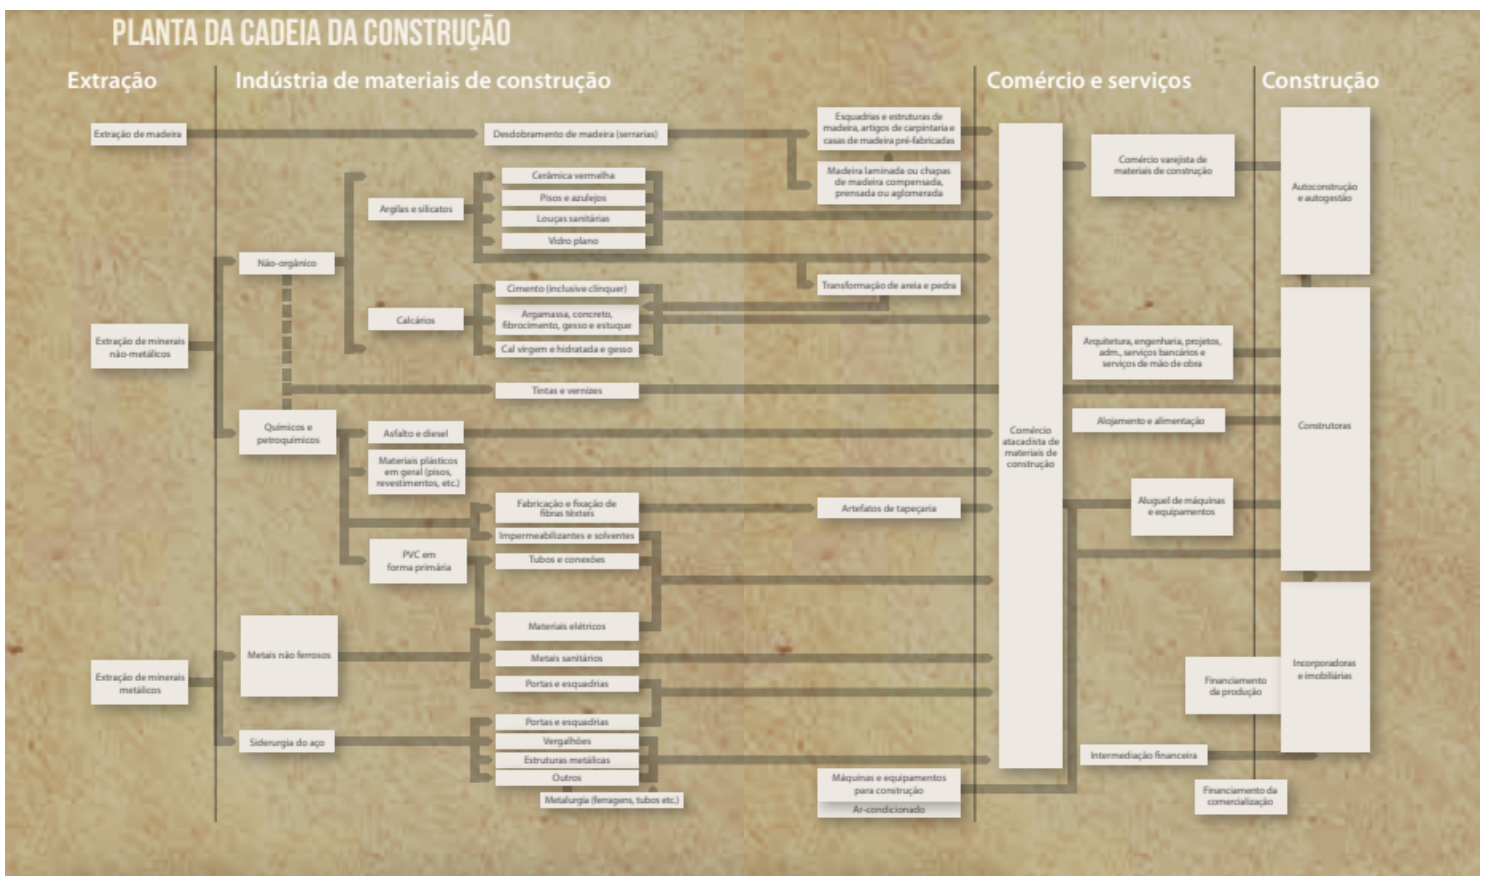 PLANTA DA CADEIA DA CONSTRUÇÃO
Extração
Indústria de materiais de construção
Comércio e serviços
Construção
Extração de madeira
Desdobramento de madeira (serrarias)
Esquadrias e estruturas de
madeira, artigos de carpintaria e
casas de madeira pré-fabricadas
Madeira laminada ou chapas
de madeira compensada,
prensada ou aglomerada
Comércio varejista de
materiais de construção
Autoconstrução
e autogestão
Cerâmica vermelha
Pisos e azulejos
Louças sanitárias
Vidro plano
Argilas e silicatos
Não-orgânico
Calcários
Cimento (inclusive clínquer)
Argamassa, concreto,
fibrocimento, gesso e estuque
Cal virgem e hidratada e gesso
Transformação de areia e pedra
Extração de minerais
não-metálicos
Tintas e vernizes
Arquitetura, engenharia, projetos,
adm., serviços bancários e
serviços de mão de obra
Químicos e
petroquímicos
Asfalto e diesel
Alojamento e alimentação
Construtoras
Comércio
atacadista de
materiais de
construção
Materiais plásticos
em geral (pisos,
revestimentos, etc.)
Fabricação e fixação de
fibras têxteis
Artefatos de tapeçaria
Aluguel de máquinas
e equipamentos
Impermeabilizantes e solventes
PVC em
forma primária
Tubos e conexões
Materiais elétricos
Metais não ferrosos
Metais sanitários
Portas e esquadrias
Extração de minerais
metálicos
Incorporadoras
e imobiliárias
Financiamento
da produção
Portas e esquadrias
Siderurgia do aço
Vergalhões
Estruturas metálicas
Outros
Metalurgia (ferragens, tubos etc.)
Intermediação financeira
Máquinas e equipamentos
para construção
Ar-condicionado
Financiamento da
comercialização